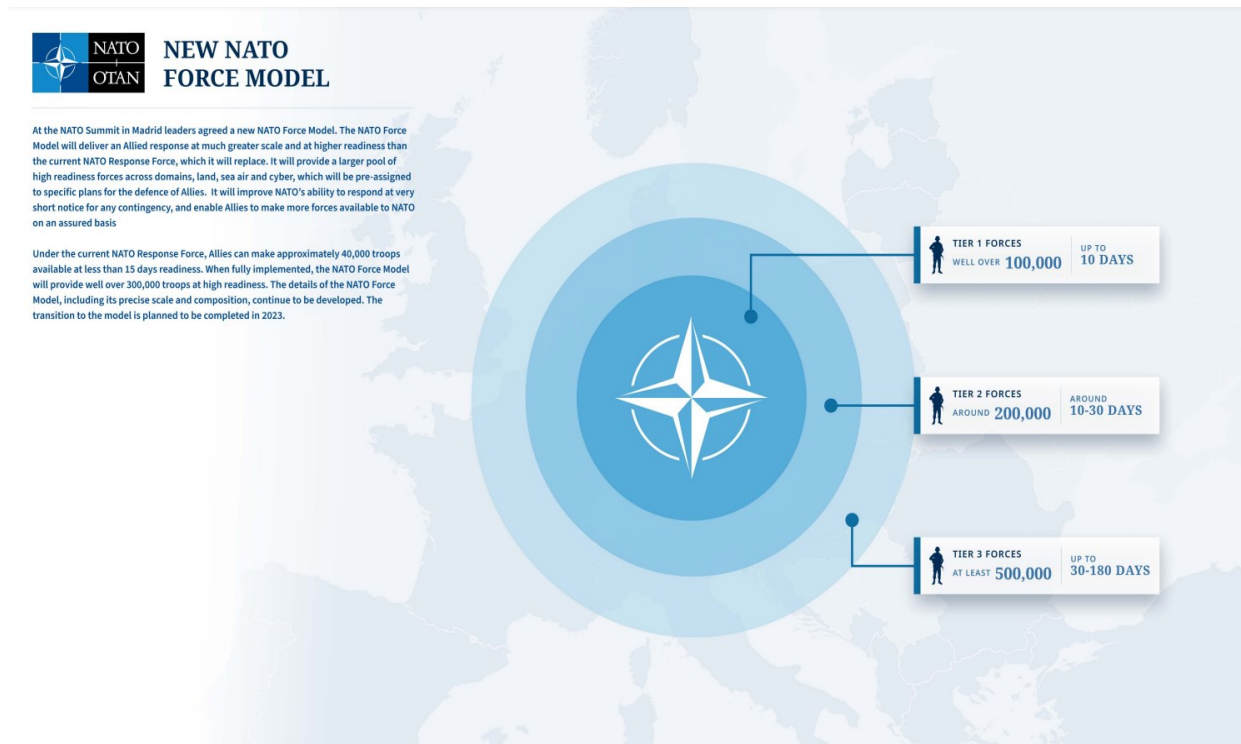 NATO
OTAN
NEW NATO
FORCE MODEL
At the NATO Summit in Madrid leaders agreed a new NATO Force Model. The NATO Force
Model will deliver an Allied response at much greater scale and at higher readiness than
the current NATO Response Force, which it will replace. It will provide a larger pool of
high readiness forces across domains, land, sea air and cyber, which will be pre-assigned
to specific plans for the defence of Allies. It will improve NATO's ability to respond at very
short notice for any contingency, and enable Allies to make more forces available to NATO
on an assured basis
Under the current NATO Response Force, Allies can make approximately 40,000 troops
available at less than 15 days readiness. When fully implemented, the NATO Force Model
will provide well over 300,000 troops at high readiness. The details of the NATO Force
Model, including its precise scale and composition, continue to be developed. The
transition to the model is planned to be completed in 2023.
TIER 1 FORCES
WELL OVER 100,000
UP TO
10 DAYS
TIER 2 FORCES
AROUND 200,000
AROUND
10-30 DAYS
TIER 3 FORCES
AT LEAST 500,000
UP TO
30-180 DAYS